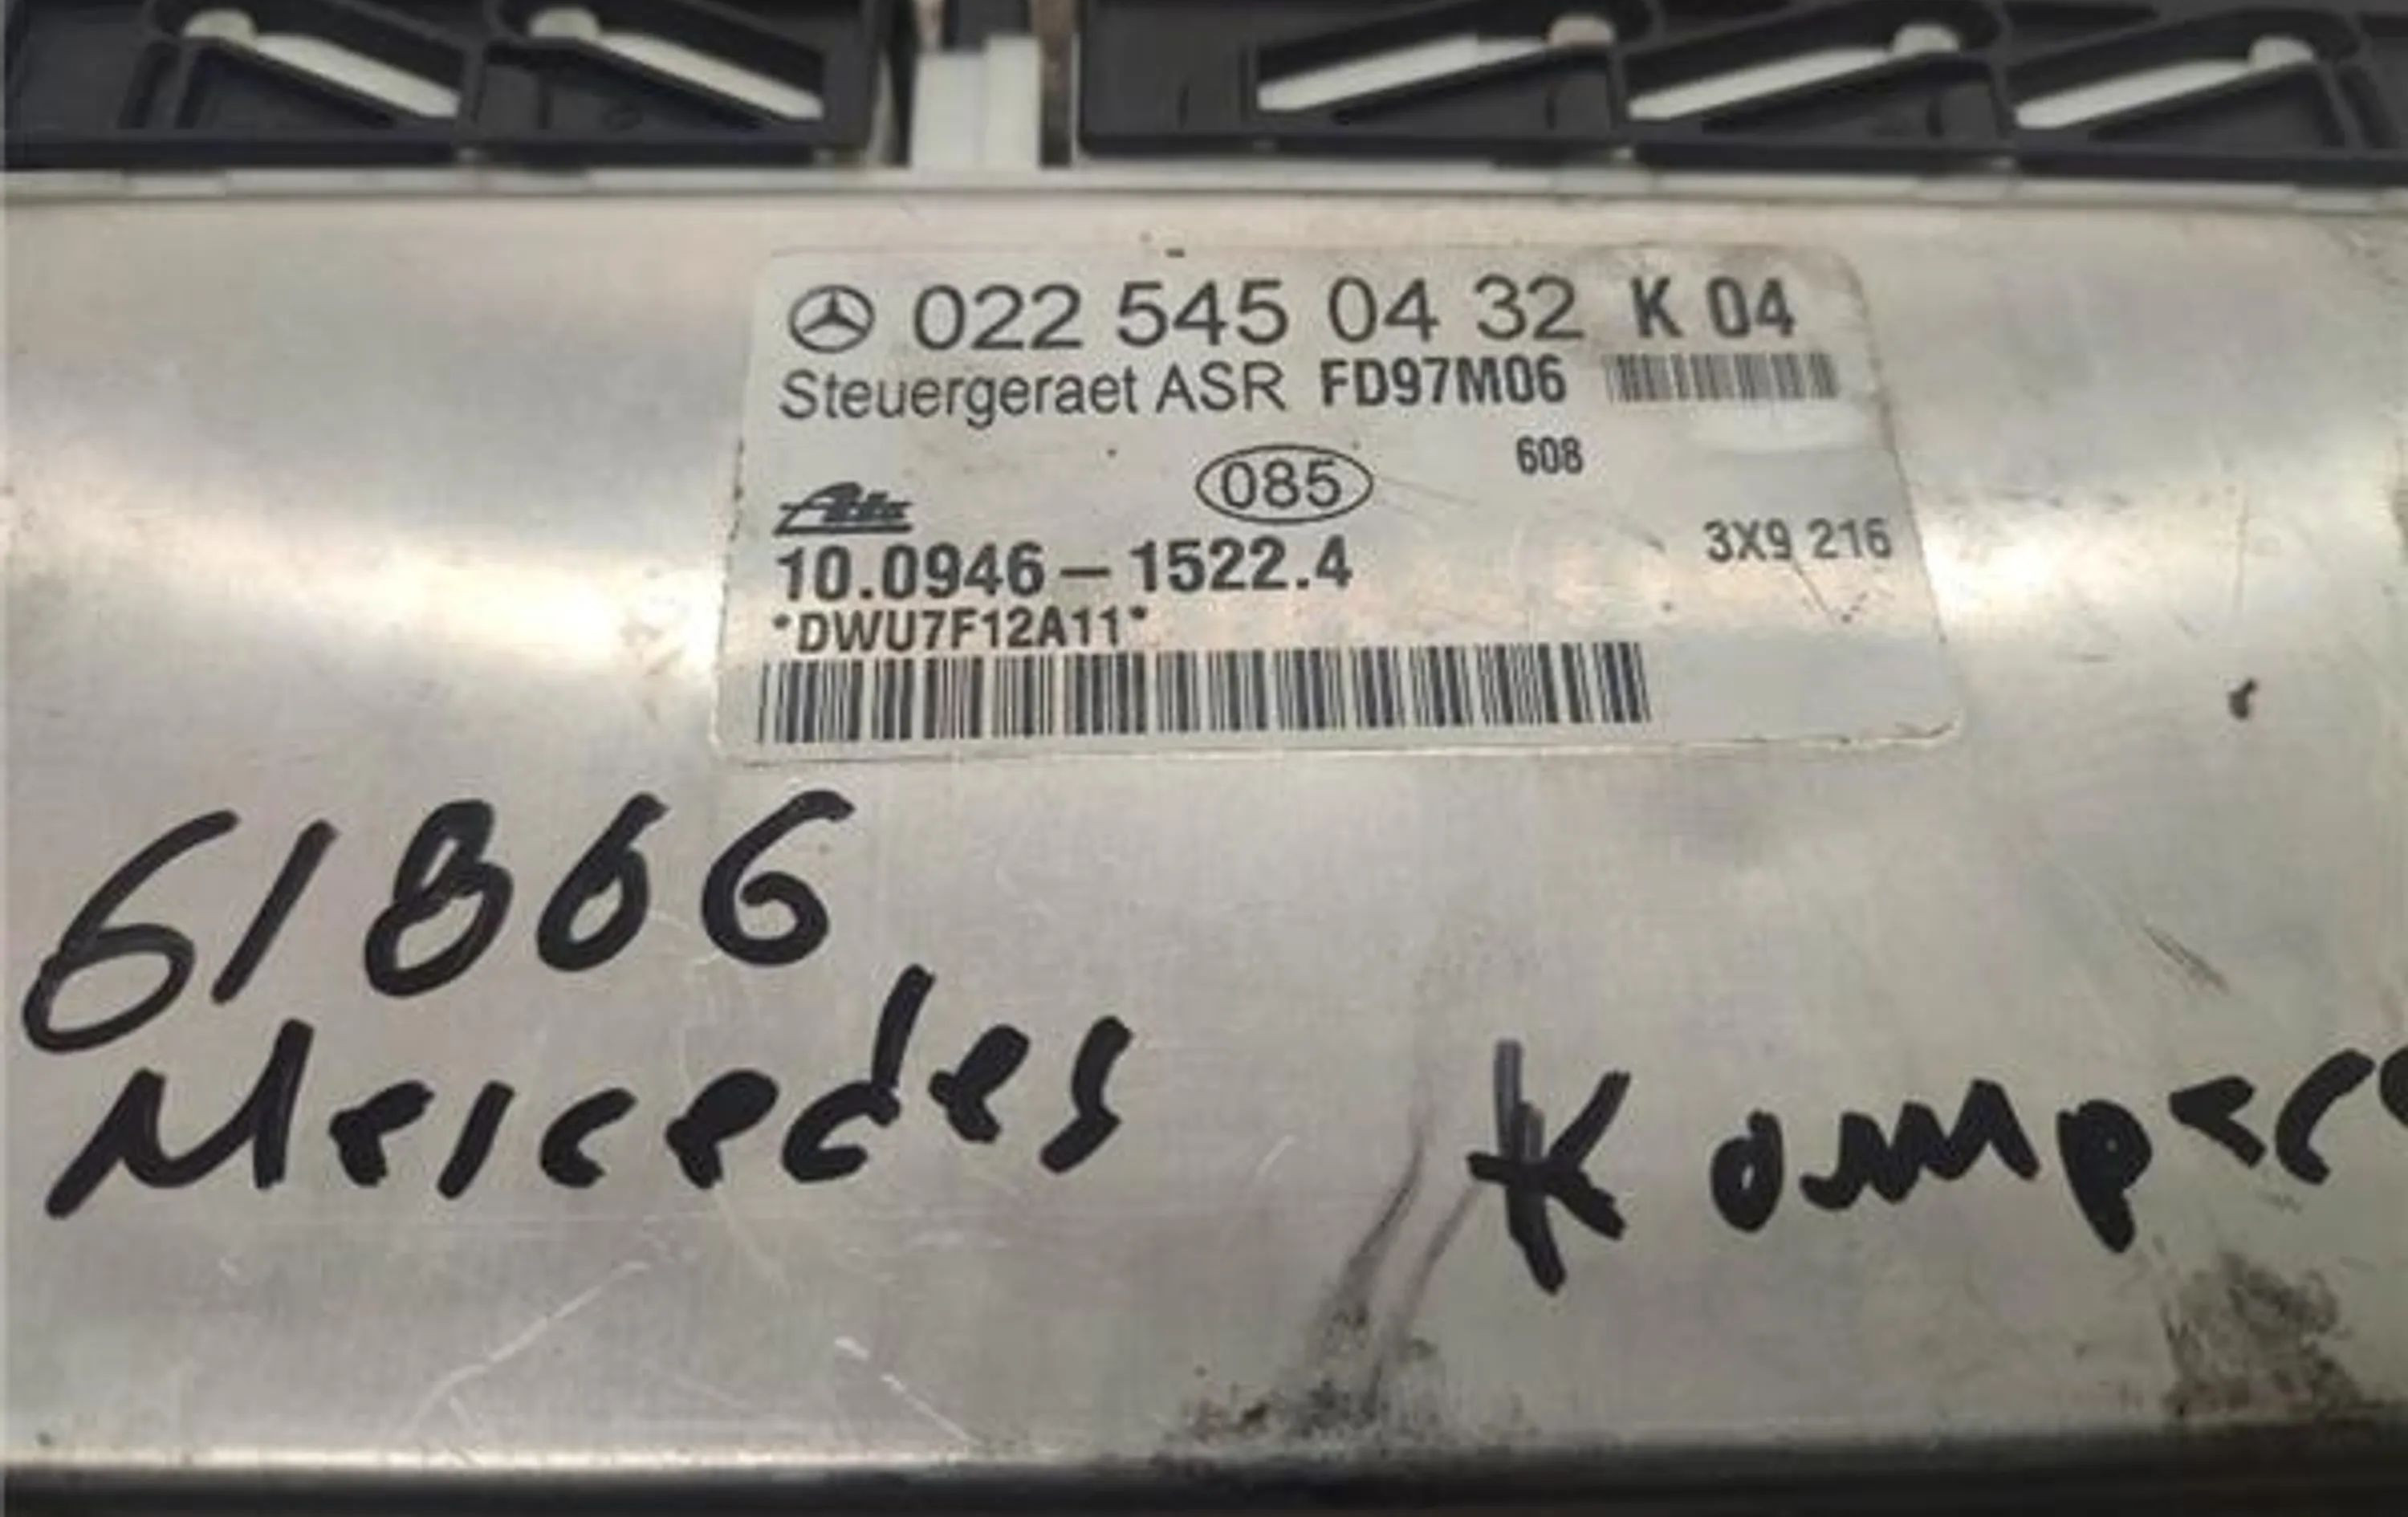 022 545 04 32 K 04
Steuergeraet ASR FD97M06
608
085
Ate
3X9 216
10.0946-1522.4
*DWU7F12A11*
61866
Mercedes